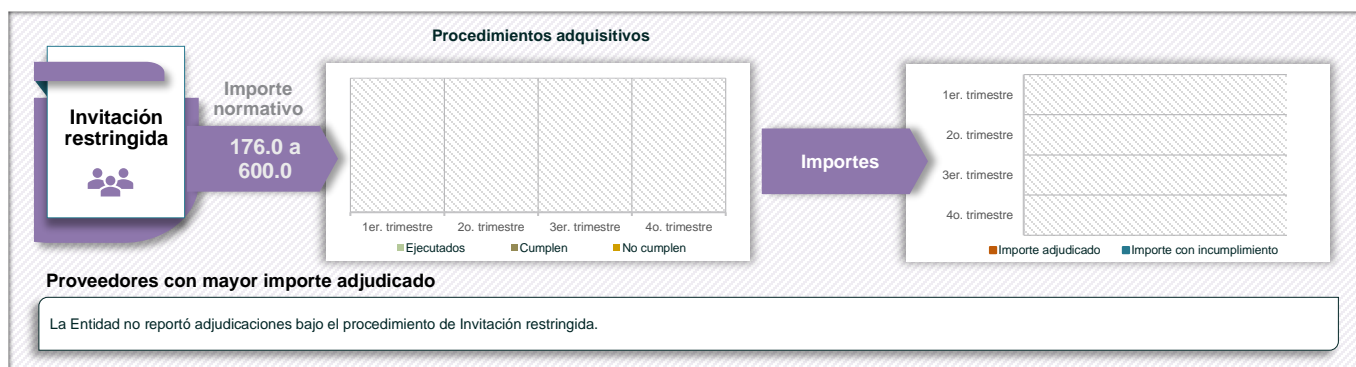 Procedimientos adquisitivos
Invitación
restringida
Importe
normativo
176.0 a
600.0
1er. trimestre 2o. trimestre 3er. trimestre 4o. trimestre
Ejecutados Cumplen No cumplen
Importes
1er. trimestre
2o. trimestre
3er. trimestre
4o. trimestre
Importe adjudicado Importe con incumplimiento
Proveedores con mayor importe adjudicado
La Entidad no reportó adjudicaciones bajo el procedimiento de Invitación restringida.